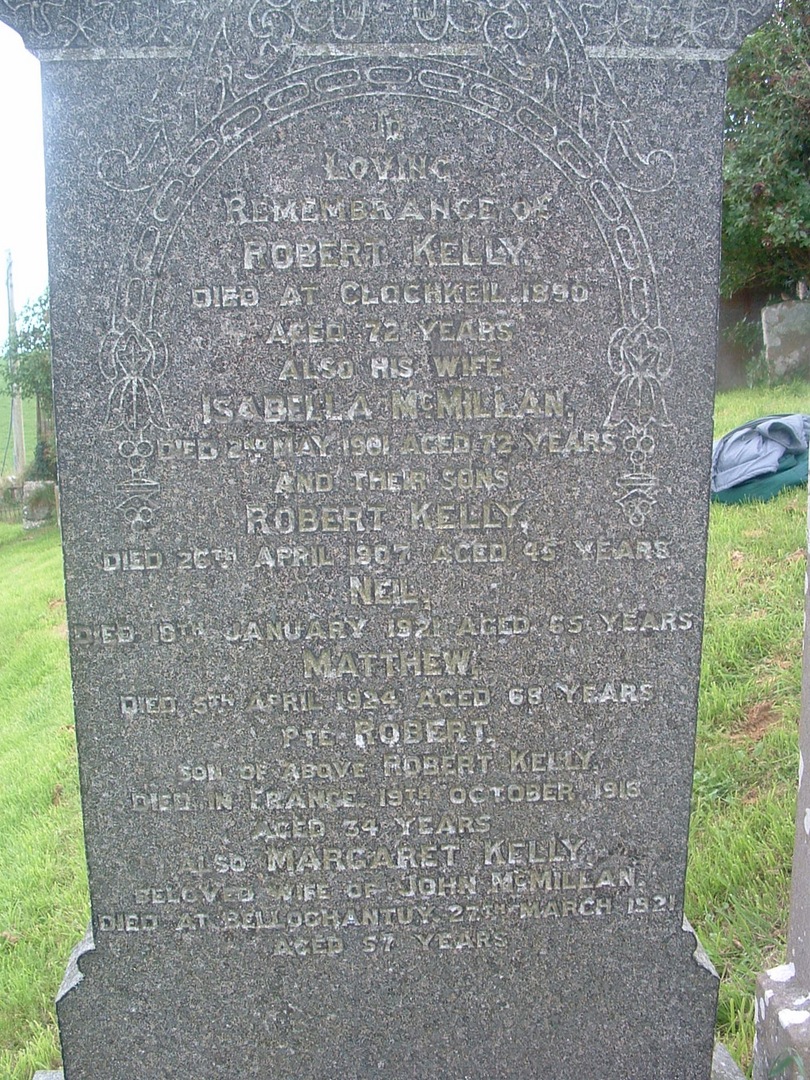 IN
LOVING
REMEMBRANCE OF
ROBERT KELLY,
DIED AT CLOCHKEIL, 1890
AGED 72 YEARS
ALSO HIS WIFE,
ISABELLA McMILLAN,
DIED 2ND MAY 1901 AGED 72 YEARS
AND THEIR SONS
ROBERT KELLY,
DIED 26TH APRIL 1907 AGED 45 YEARS
NEIL,
DIED 18TH JANUARY 1921 AGED 65 YEARS
MATTHEW,
DIED 5TH APRIL 1924 AGED 68 YEARS
PTE ROBERT,
SON OF ABOVE ROBERT KELLY,
DIED IN FRANCE, 19TH OCTOBER, 1918
AGED 34 YEARS
ALSO MARGARET KELLY,
BELOVED WIFE OF JOHN McMILLAN,
DIED AT BELLOCHANTUY, 27TH MARCH 1921
AGED 57 YEARS